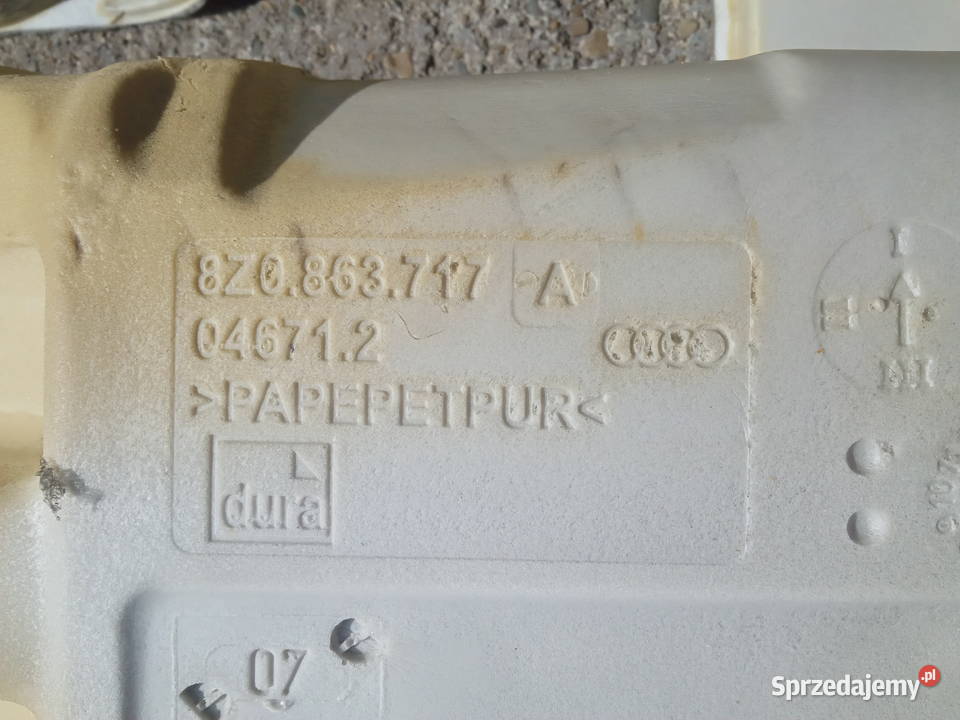 8Z0.863.717 A
04671.2
>PAPEPETPUR<
dura
07
Sprzedajemy.pl